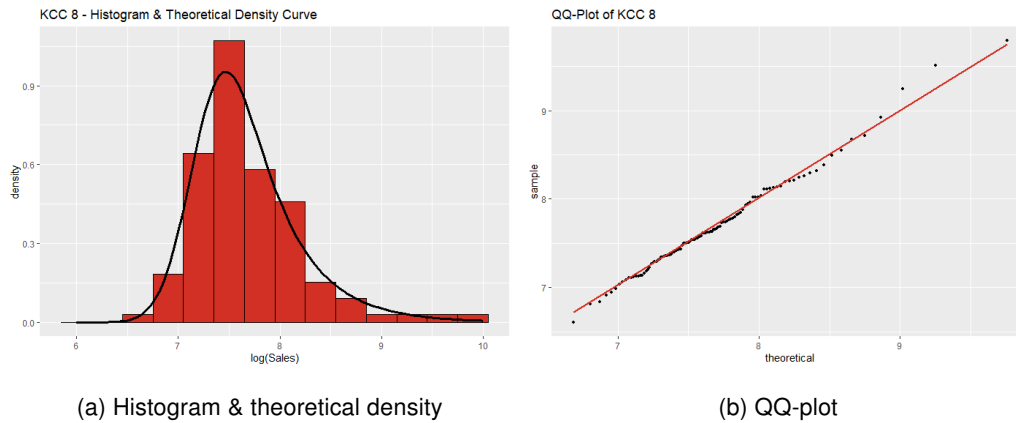 KCC 8 - Histogram & Theoretical Density Curve
0.9
0.6
0.3
0.0
density
6
7
8
9
10
log(Sales)
(a) Histogram & theoretical density
QQ-Plot of KCC 8
9
8
7
sample
7
8
9
theoretical
(b) QQ-plot